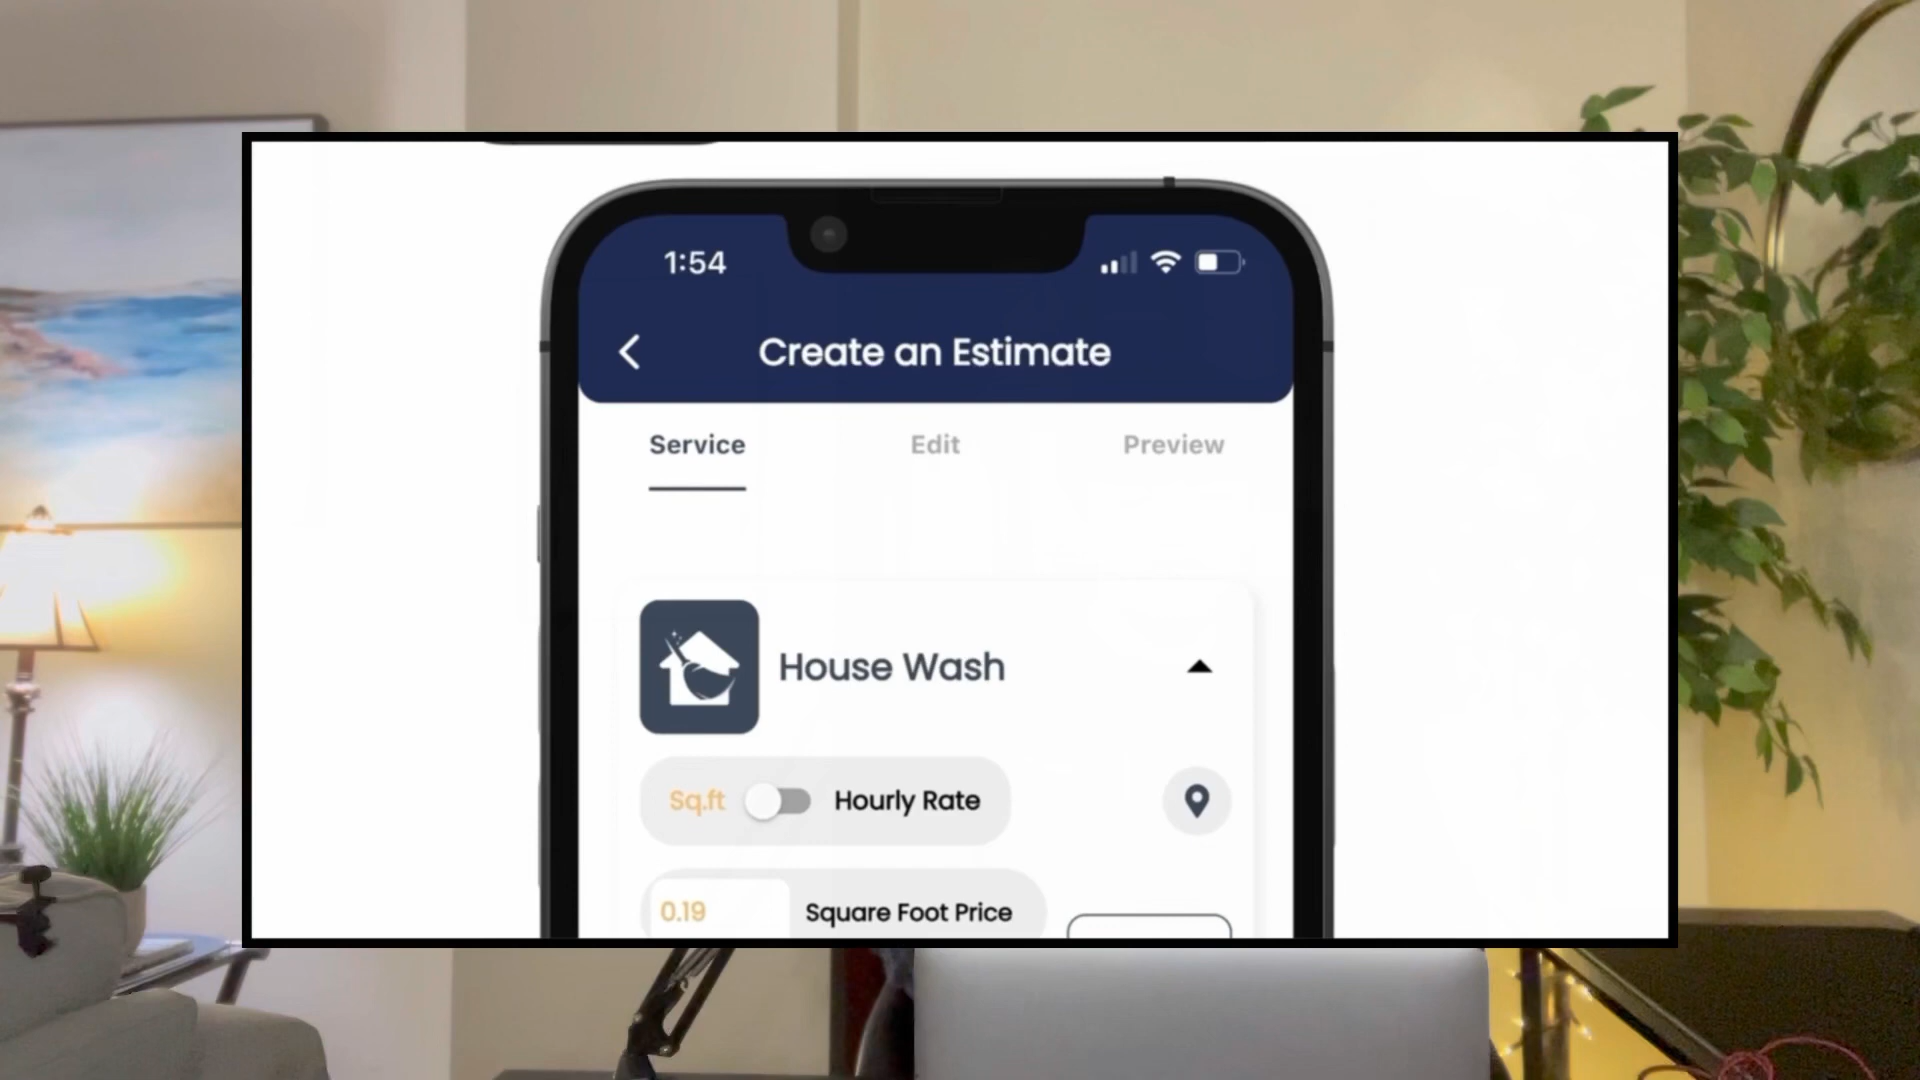 1:54
Create an Estimate
Service Edit Preview
House Wash
Sq.ft Hourly Rate
0.19 Square Foot Price